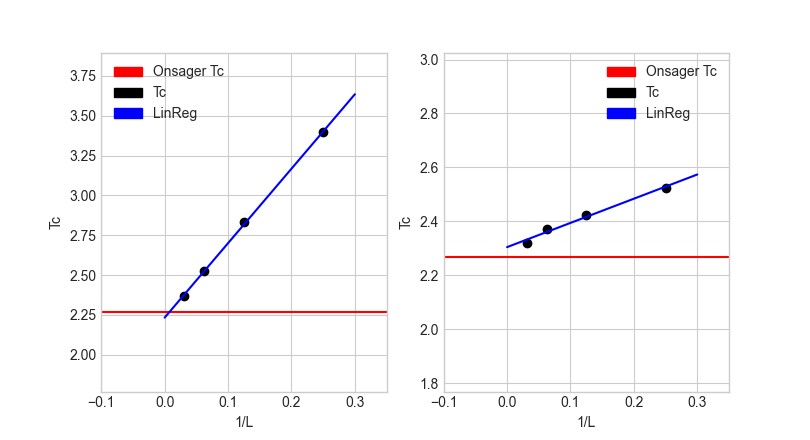 Onsager Tc
Tc
LinReg
3.75
3.50
3.25
3.00
2.75
2.50
2.25
2.00
Tc
−0.1 0.0 0.1 0.2 0.3
1/L
Onsager Tc
Tc
LinReg
3.0
2.8
2.6
2.4
2.2
2.0
1.8
Tc
−0.1 0.0 0.1 0.2 0.3
1/L